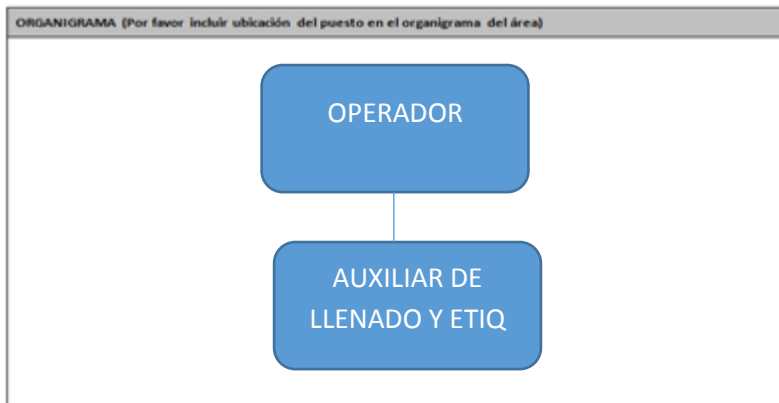 ORGANIGRAMA (Por favor incluir ubicación del puesto en el organigrama del área)
OPERADOR
AUXILIAR DE
LLENADO Y ETIQ